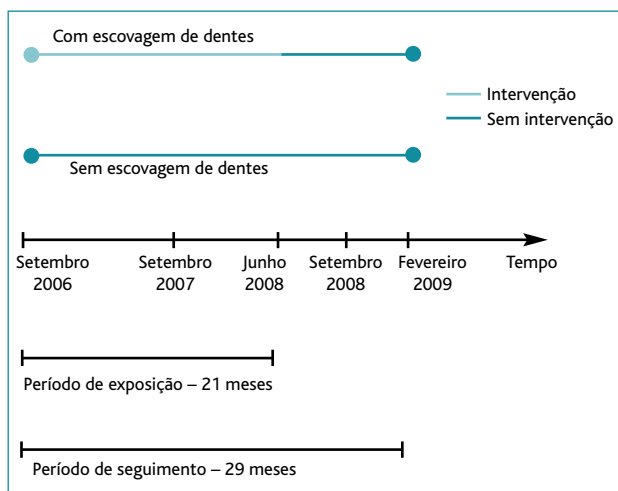 Com escovagem de dentes
Intervenção
Sem intervenção
Sem escovagem de dentes
Setembro 2006
Setembro 2007
Junho 2008
Setembro 2008
Fevereiro 2009
Tempo
Período de exposição – 21 meses
Período de seguimento – 29 meses